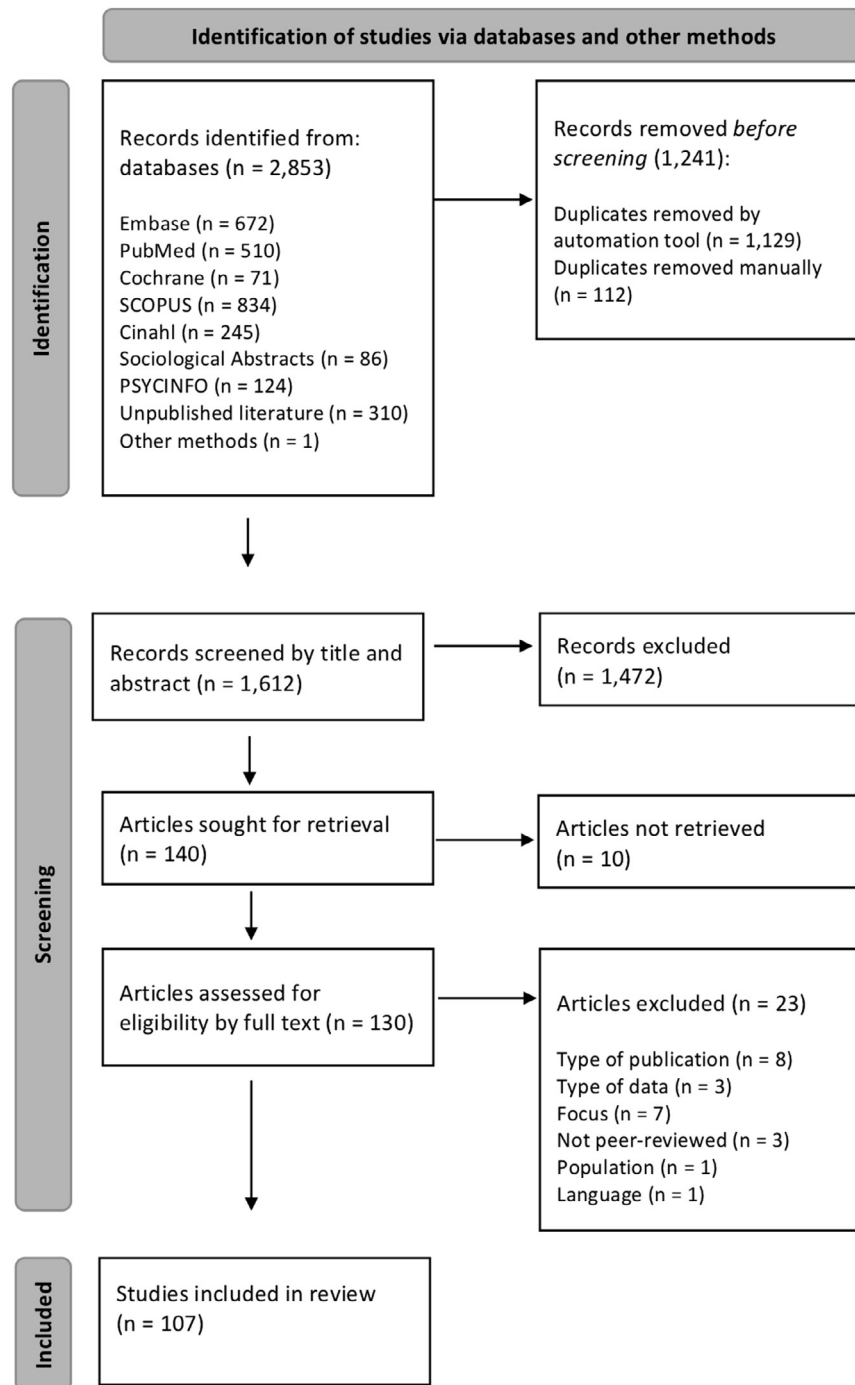 Identification of studies via databases and other methods
Identification
Records identified from:
databases (n = 2,853)
Embase (n = 672)
PubMed (n = 510)
Cochrane (n = 71)
SCOPUS (n = 834)
Cinahl (n = 245)
Sociological Abstracts (n = 86)
PSYCINFO (n = 124)
Unpublished literature (n = 310)
Other methods (n = 1)
Records removed before
screening (1,241):
Duplicates removed by
automation tool (n = 1,129)
Duplicates removed manually
(n = 112)
Screening
Records screened by title and
abstract (n = 1,612)
Records excluded
(n = 1,472)
Articles sought for retrieval
(n = 140)
Articles not retrieved
(n = 10)
Articles assessed for
eligibility by full text (n = 130)
Articles excluded (n = 23)
Type of publication (n = 8)
Type of data (n = 3)
Focus (n = 7)
Not peer-reviewed (n = 3)
Population (n = 1)
Language (n = 1)
Included
Studies included in review
(n = 107)